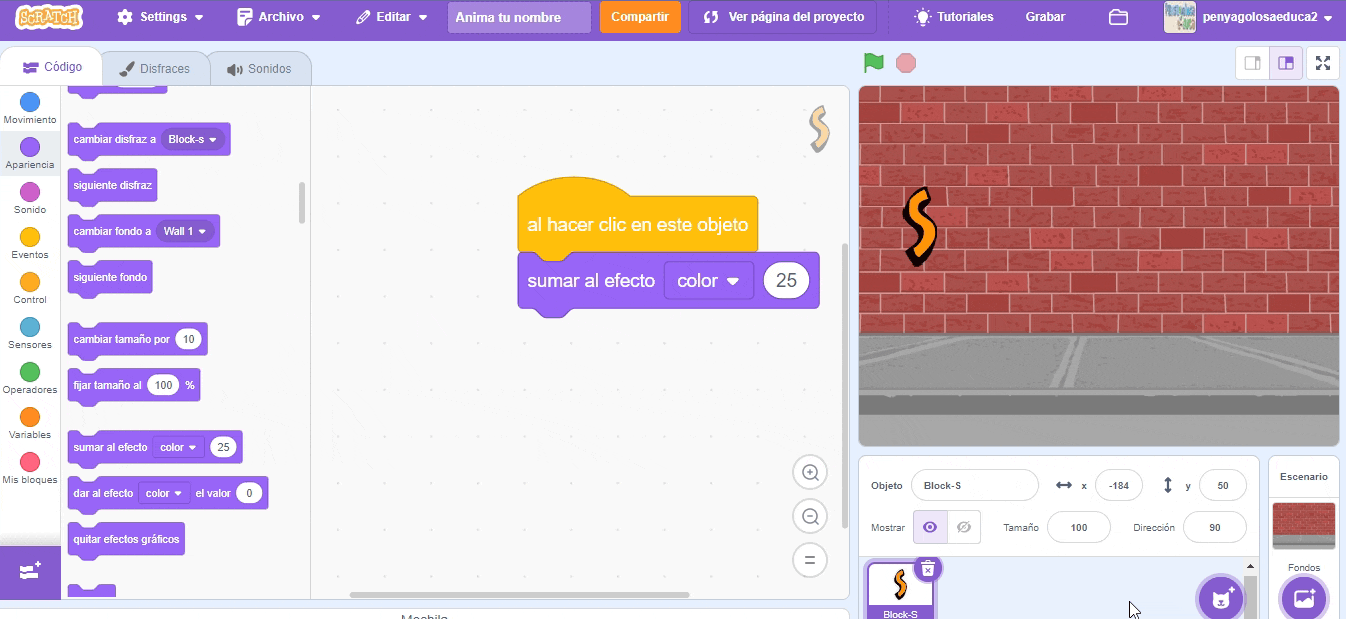 SCRATCH
Settings
Archivo
Editar
Anima tu nombre
Compartir
Ver página del proyecto
Tutoriales
Grabar
penyagolosaeduca2
Código
Disfraces
Sonidos
Movimiento
Apariencia
Sonido
Eventos
Control
Sensores
Operadores
Variables
Mis bloques
cambiar disfraz a Block-s
siguiente disfraz
cambiar fondo a Wall 1
siguiente fondo
cambiar tamaño por 10
fijar tamaño al 100 %
sumar al efecto color 25
dar al efecto color el valor 0
quitar efectos gráficos
al hacer clic en este objeto
sumar al efecto color 25
S
S
Objeto Block-S x -184 y 50
Mostrar Tamaño 100 Dirección 90
S
Block-S
Escenario
Fondos